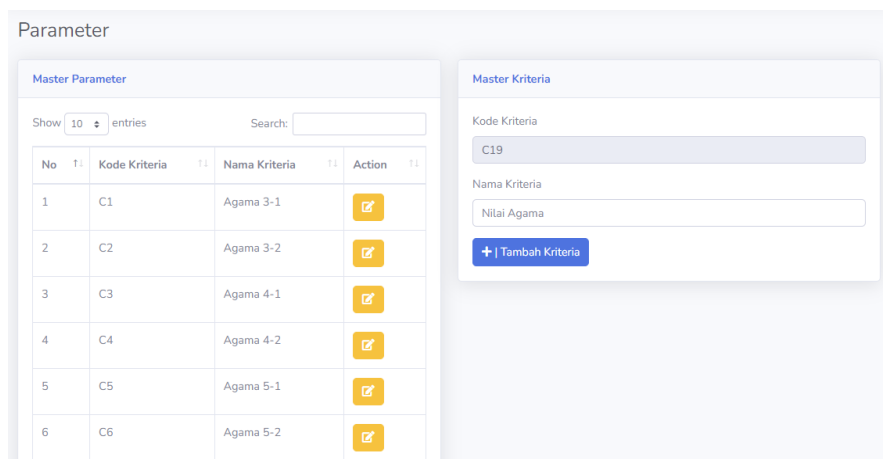 Parameter
Master Parameter
Show 10 entries Search:
No Kode Kriteria Nama Kriteria Action
1 C1 Agama 3-1
2 C2 Agama 3-2
3 C3 Agama 4-1
4 C4 Agama 4-2
5 C5 Agama 5-1
6 C6 Agama 5-2
Master Kriteria
Kode Kriteria
C19
Nama Kriteria
Nilai Agama
+ | Tambah Kriteria